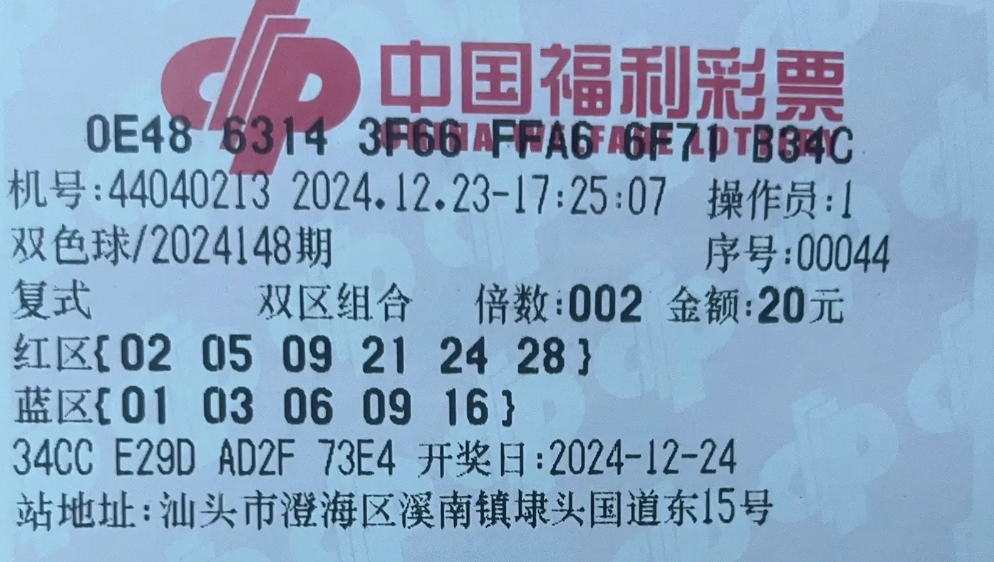 中国福利彩票
CHINA WELFARE LOTTERY
0E48 6314 3F66 FFA6 6F71 B34C
机号:44040213 2024.12.23-17:25:07 操作员:1
双色球/2024148期 序号:00044
复式 双区组合 倍数:002 金额:20元
红区{02 05 09 21 24 28}
蓝区{01 03 06 09 16}
34CC E29D AD2F 73E4 开奖日:2024-12-24
站地址:汕头市澄海区溪南镇埭头国道东15号